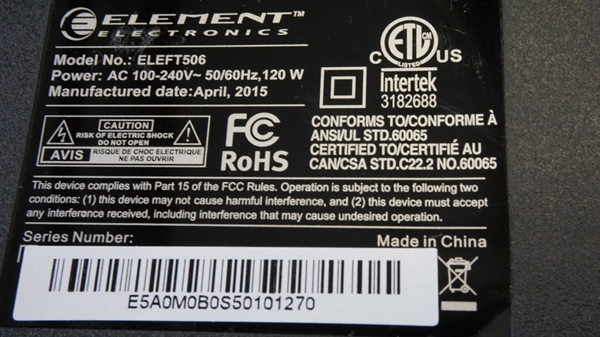 ELEMENT
ELECTRONICS
Model No.: ELEFT506
Power: AC 100-240V~ 50/60Hz,120 W
Manufactured date:April, 2015
C ETL CM US
Intertek
3182688
CAUTION
RISK OF ELECTRIC SHOCK
DO NOT OPEN
AVIS
RISQUE DE CHOC ELECTRIQUE
NE PAS OUVRIR
FC
RoHS
CONFORMS TO/CONFORME À
ANSI/UL STD.60065
CERTIFIED TO/CERTIFIÉ AU
CAN/CSA STD.C22.2 NO.60065
This device complies with Part 15 of the FCC Rules. Operation is subject to the following two
conditions: (1) this device may not cause harmful interference, and (2) this device must accept
any interference received, including interference that may cause undesired operation.
Series Number:
Made in China
E5A0M0B0S50101270